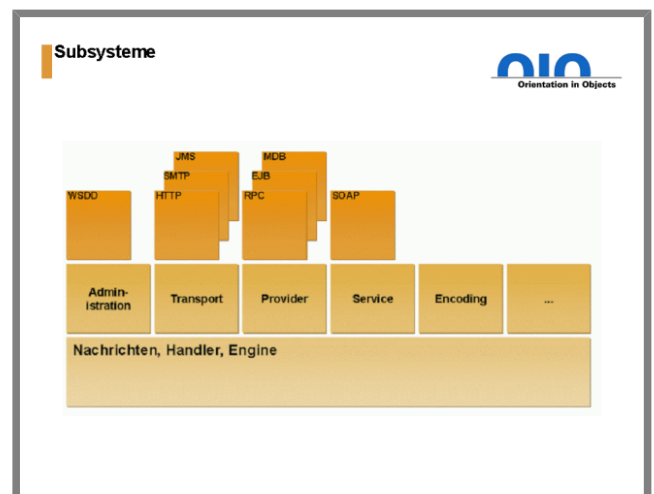 Subsysteme
Orientation in Objects
JMS
MDB
SMTP
EJB
WSDD
HTTP
RPC
SOAP
Admin-
istration
Transport
Provider
Service
Encoding
...
Nachrichten, Handler, Engine